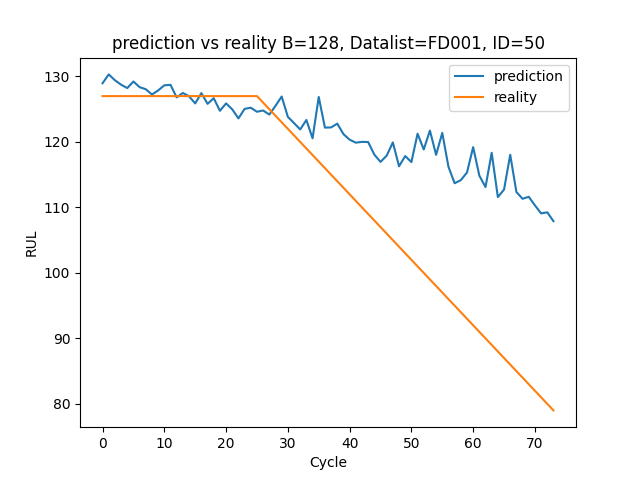 prediction vs reality B=128, Datalist=FD001, ID=50
prediction
reality
130
120
110
100
90
80
RUL
0 10 20 30 40 50 60 70
Cycle